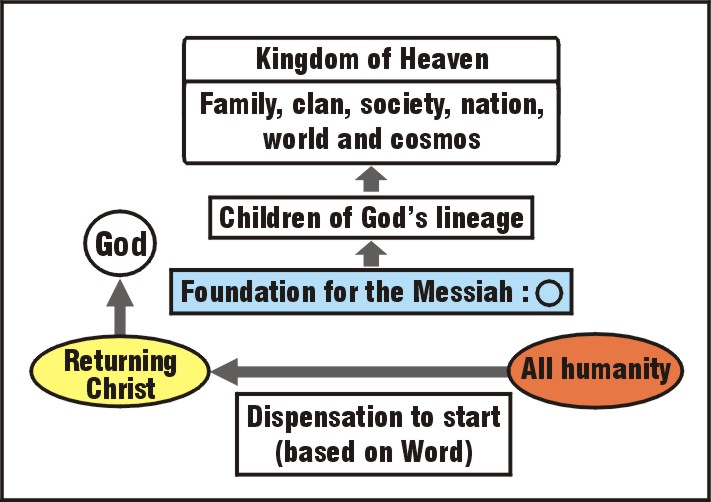 Kingdom of Heaven
Family, clan, society, nation,
world and cosmos
Children of God's lineage
God
Foundation for the Messiah :
Returning
Christ
All humanity
Dispensation to start
(based on Word)